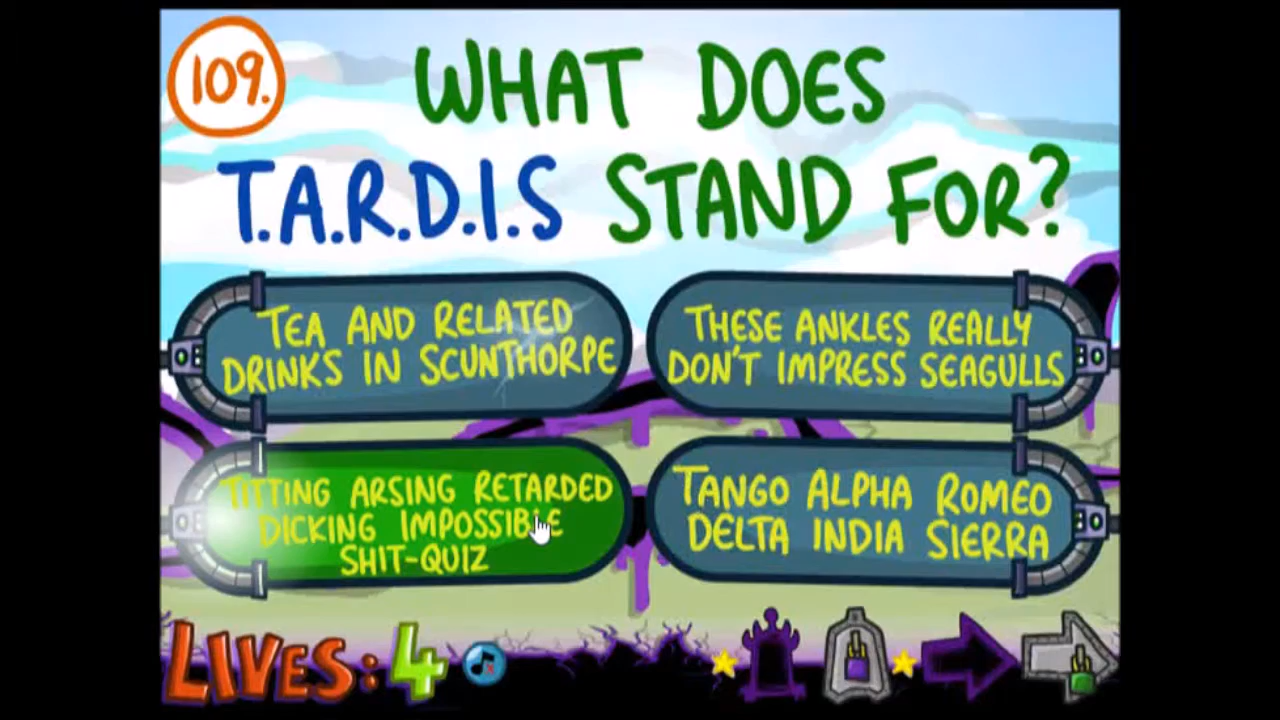 109.
WHAT DOES
T.A.R.D.I.S STAND FOR?
TEA AND RELATED
DRINKS IN SCUNTHORPE
THESE ANKLES REALLY
DON'T IMPRESS SEAGULLS
TITTING ARSING RETARDED
DICKING IMPOSSIBLE
SHIT-QUIZ
TANGO ALPHA ROMEO
DELTA INDIA SIERRA
LIVES: 4